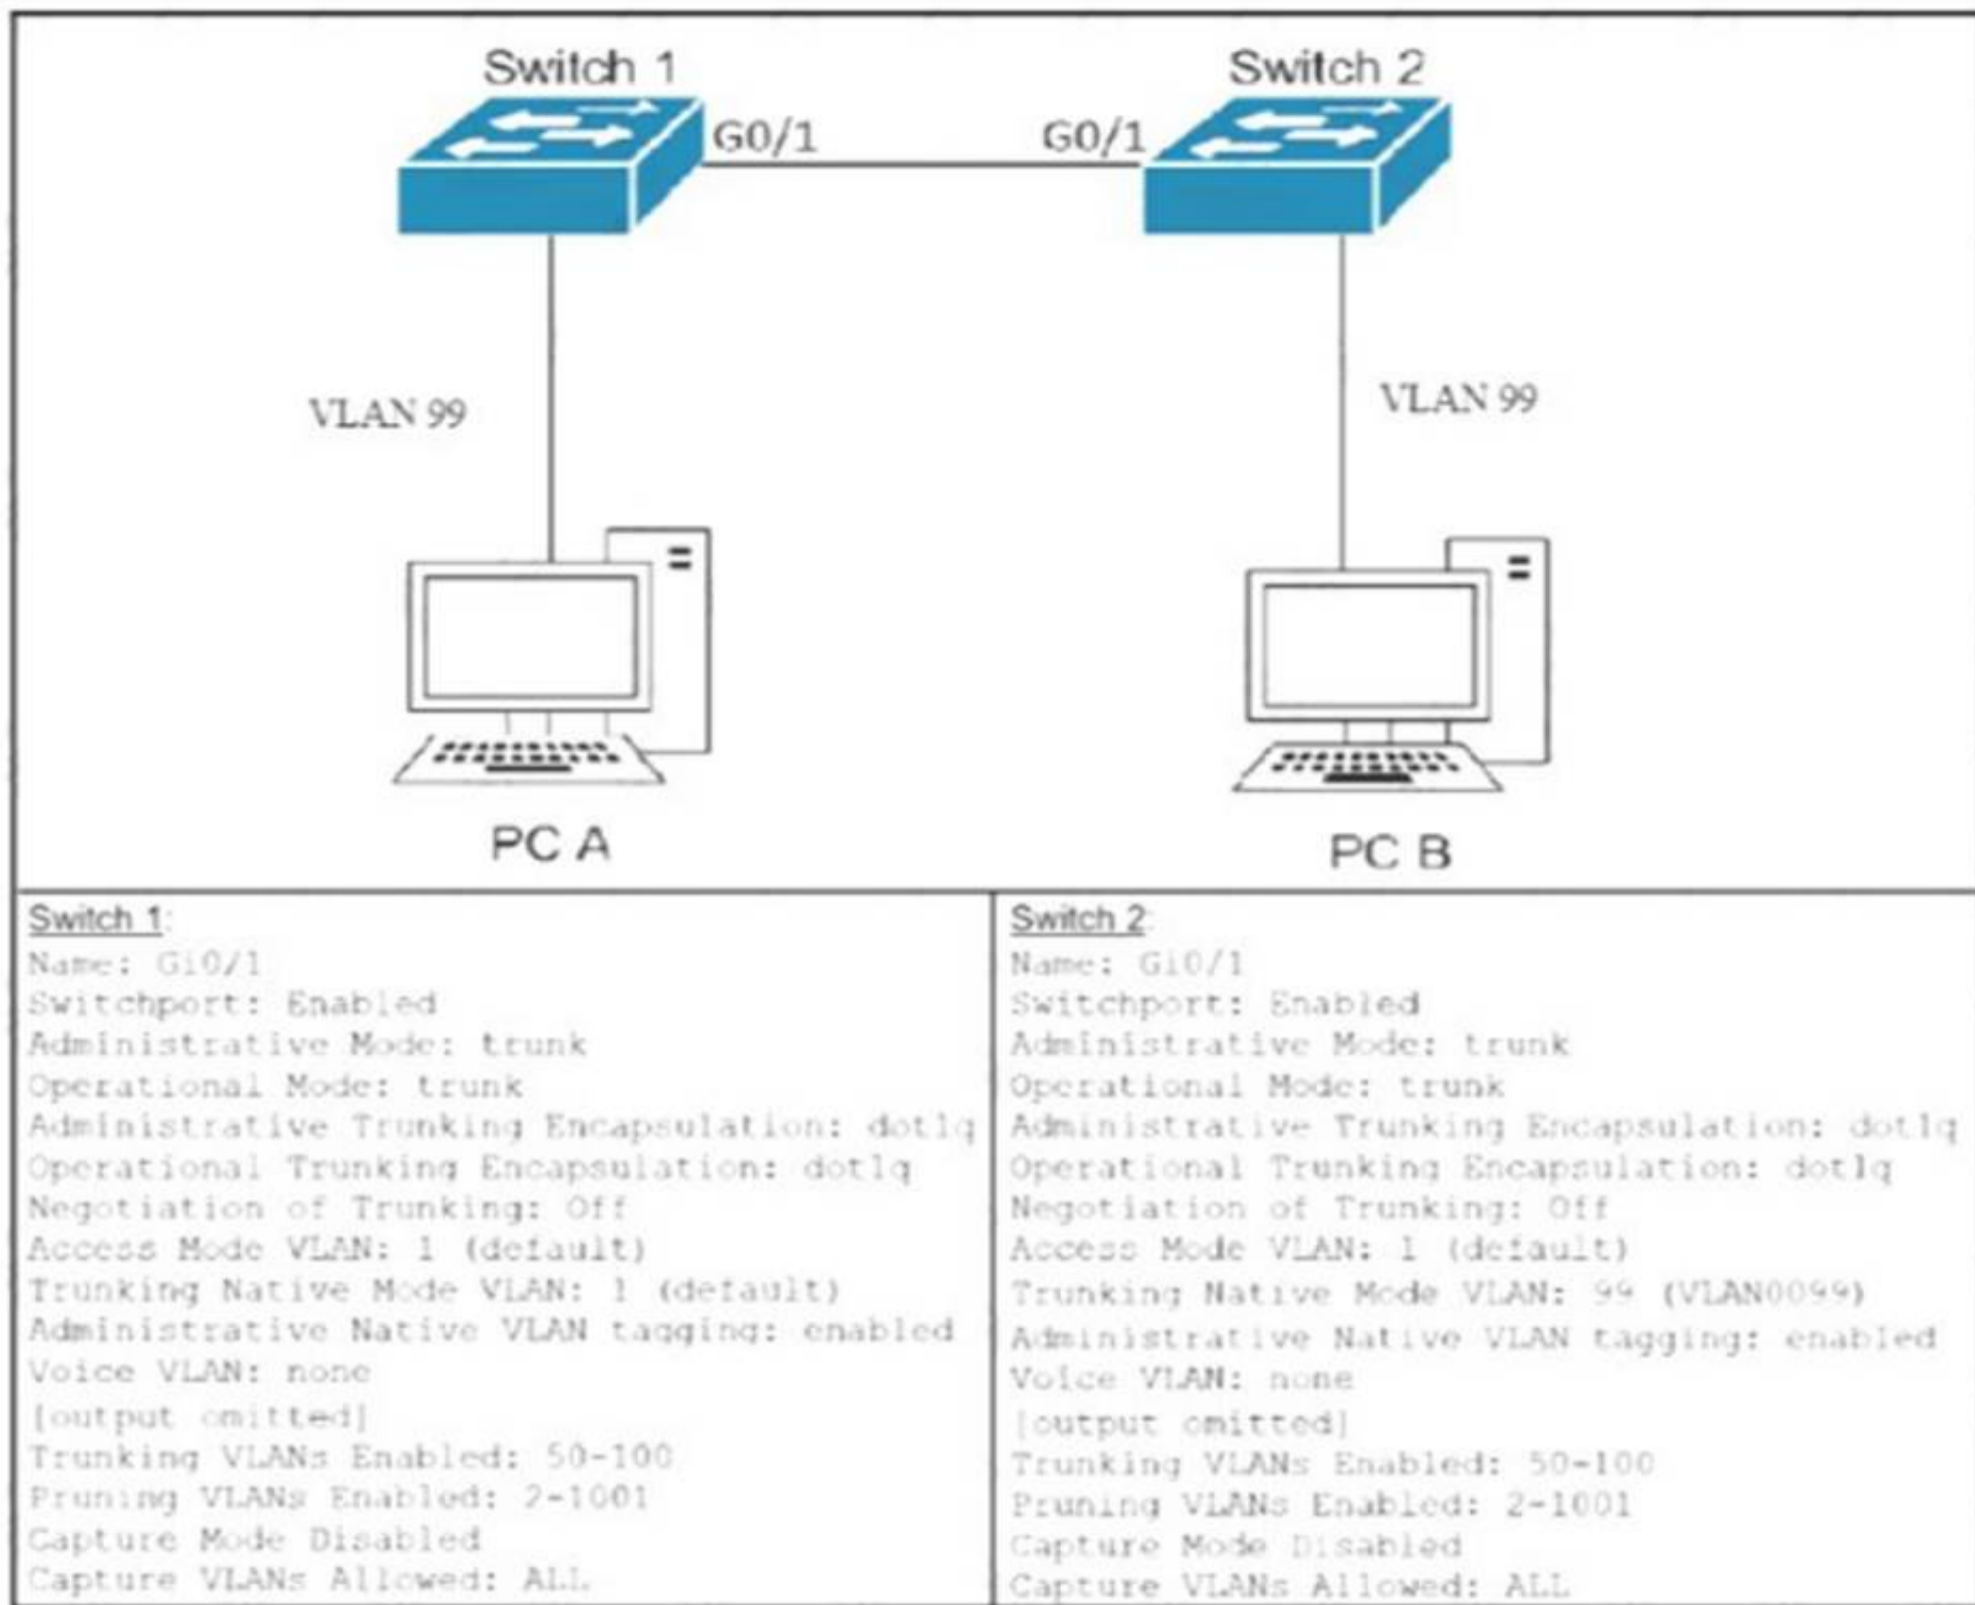 Switch 1
Switch 2
G0/1
G0/1
VLAN 99
VLAN 99
PC A
PC B
Switch 1:
Name: Gi0/1
Switchport: Enabled
Administrative Mode: trunk
Operational Mode: trunk
Administrative Trunking Encapsulation: dot1q
Operational Trunking Encapsulation: dot1q
Negotiation of Trunking: Off
Access Mode VLAN: 1 (default)
Trunking Native Mode VLAN: 1 (default)
Administrative Native VLAN tagging: enabled
Voice VLAN: none
[output omitted]
Trunking VLANs Enabled: 50-100
Pruning VLANs Enabled: 2-1001
Capture Mode Disabled
Capture VLANs Allowed: ALL
Switch 2:
Name: Gi0/1
Switchport: Enabled
Administrative Mode: trunk
Operational Mode: trunk
Administrative Trunking Encapsulation: dot1q
Operational Trunking Encapsulation: dot1q
Negotiation of Trunking: Off
Access Mode VLAN: 1 (default)
Trunking Native Mode VLAN: 99 (VLAN0099)
Administrative Native VLAN tagging: enabled
Voice VLAN: none
[output omitted]
Trunking VLANs Enabled: 50-100
Pruning VLANs Enabled: 2-1001
Capture Mode Disabled
Capture VLANs Allowed: ALL